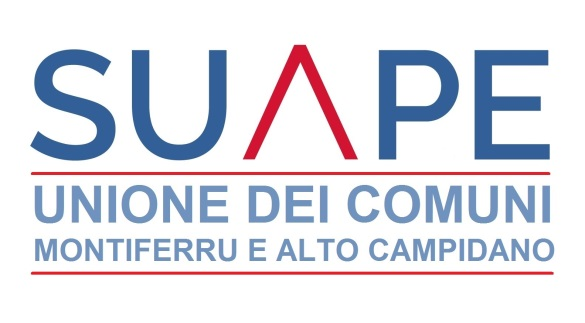 SUAPE
UNIONE DEI COMUNI
MONTIFERRU E ALTO CAMPIDANO